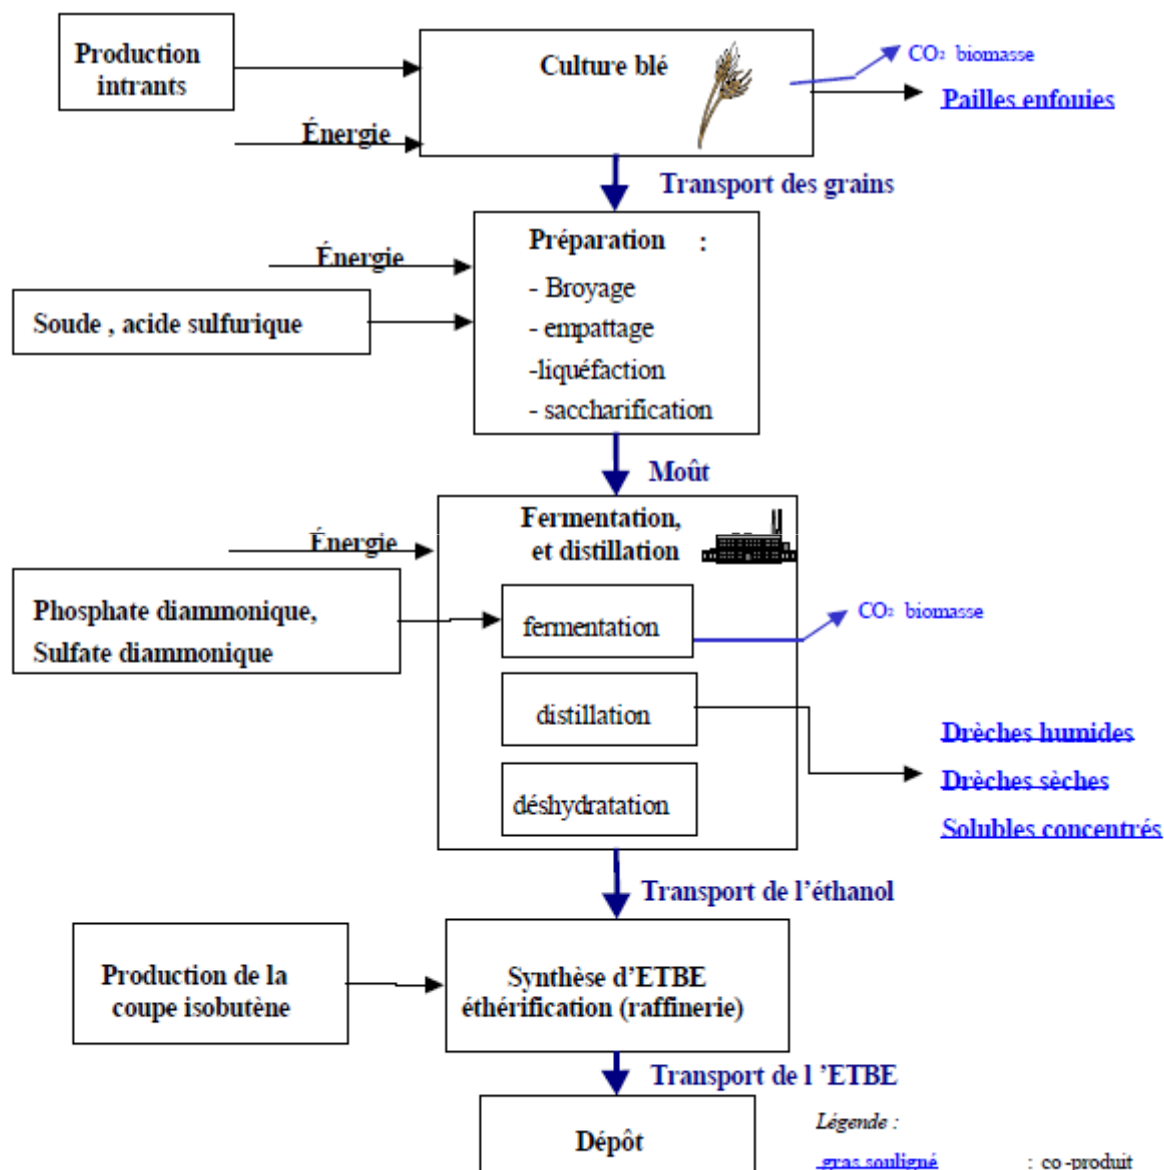 Production
intrants
Culture blé
CO₂ biomasse
Pailles enfouies
Énergie
Transport des grains
Préparation :
Énergie
- Broyage
Soude , acide sulfurique
- empattage
-liquéfaction
- saccharification
Moût
Fermentation,
et distillation
Énergie
Phosphate diammonique,
Sulfate diammonique
fermentation
CO₂ biomasse
distillation
Drèches humides
Drèches sèches
Solubles concentrés
déshydratation
Transport de l’éthanol
Production de la
coupe isobutène
Synthèse d’ETBE
éthérification (raffinerie)
Transport de l ’ETBE
Dépôt
Légende :
gras souligné : co-produit